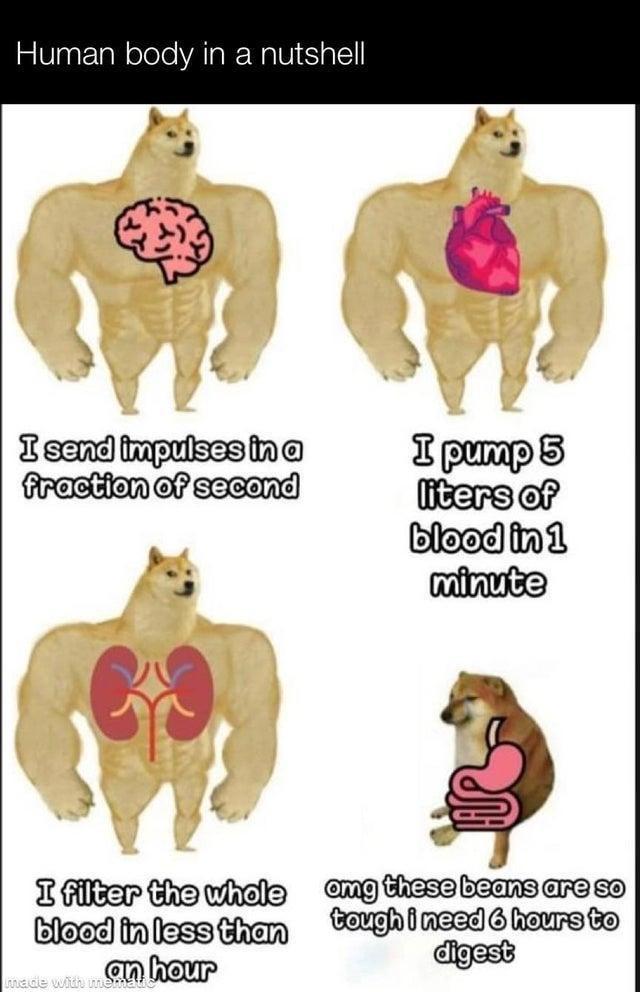 Human body in a nutshell
I send impulses in a
fraction of second
I pump 5
liters of
blood in 1
minute
I filter the whole
blood in less than
an hour
omg these beans are so
tough i need 6 hours to
digest
made with mematic